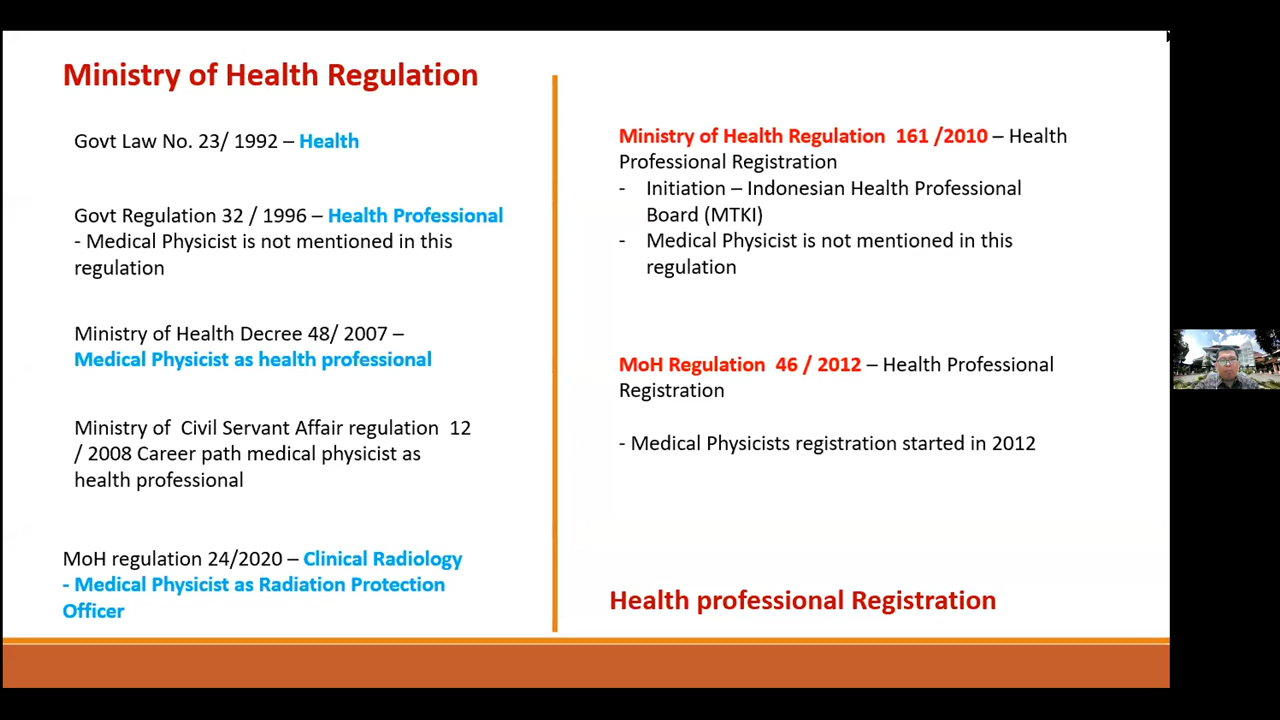 Ministry of Health Regulation
Govt Law No. 23/ 1992 – Health
Govt Regulation 32 / 1996 – Health Professional
- Medical Physicist is not mentioned in this
regulation
Ministry of Health Decree 48/ 2007 –
Medical Physicist as health professional
Ministry of  Civil Servant Affair regulation  12
/ 2008 Career path medical physicist as
health professional
MoH regulation 24/2020 – Clinical Radiology
- Medical Physicist as Radiation Protection
Officer
Ministry of Health Regulation  161 /2010 – Health
Professional Registration
- Initiation – Indonesian Health Professional
Board (MTKI)
- Medical Physicist is not mentioned in this
regulation
MoH Regulation  46 / 2012 – Health Professional
Registration
- Medical Physicists registration started in 2012
Health professional Registration